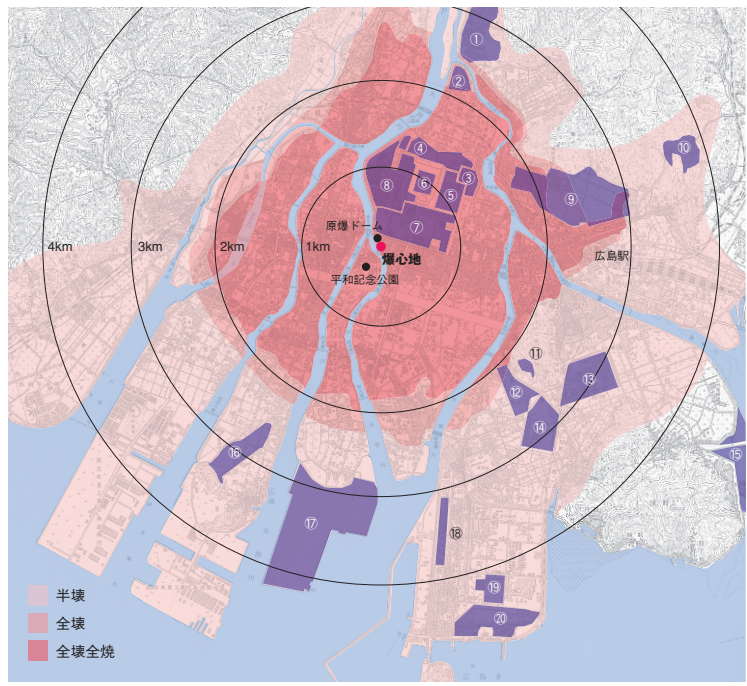 ①
②
③
④
⑤
⑥
⑦
⑧
⑨
⑩
原爆ドーム
4km
3km
2km
1km
爆心地
広島駅
平和記念公園
⑪
⑫
⑬
⑭
⑮
⑯
⑰
⑱
⑲
⑳
半壊
全壊
全壊全焼